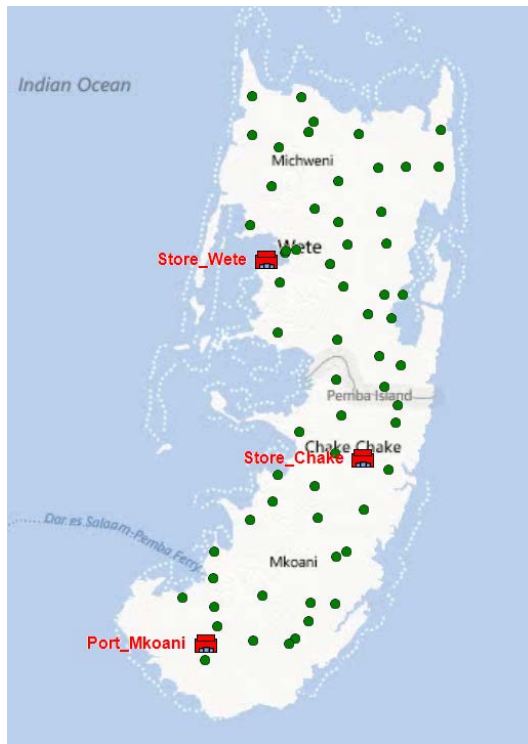 Indian Ocean
Michweni
Wete
Store_Wete
Pemba Island
Chake Chake
Store_Chake
Dar es Salaam-Pemba Ferry
Mkoani
Port_Mkoani